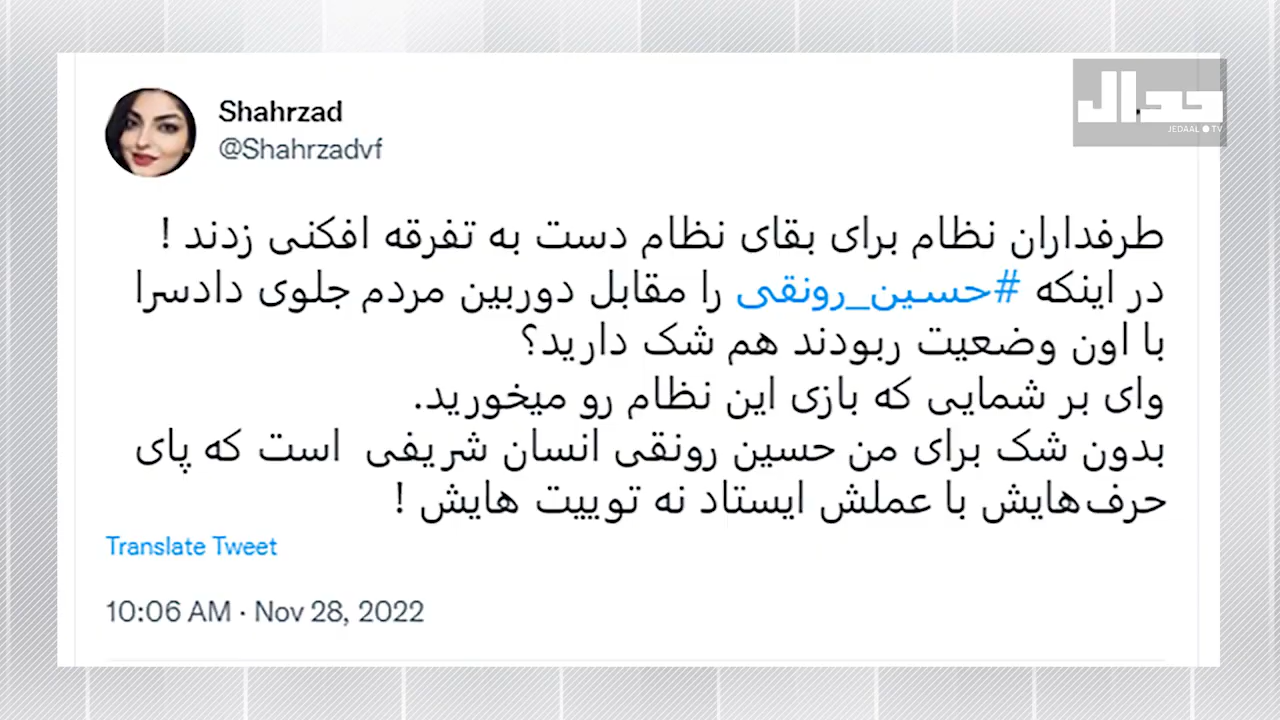 جدال
JEDAAL TV
Shahrzad
@Shahrzadvf
طرفداران نظام برای بقای نظام دست به تفرقه افکنی زدند !
در اینکه #حسین_رونقی را مقابل دوربین مردم جلوی دادسرا
با اون وضعیت ربودند هم شک دارید؟
وای بر شمایی که بازی این نظام رو میخورید.
بدون شک برای من حسین رونقی انسان شریفی است که پای
حرف‌هایش با عملش ایستاد نه توییت هایش !
Translate Tweet
10:06 AM · Nov 28, 2022